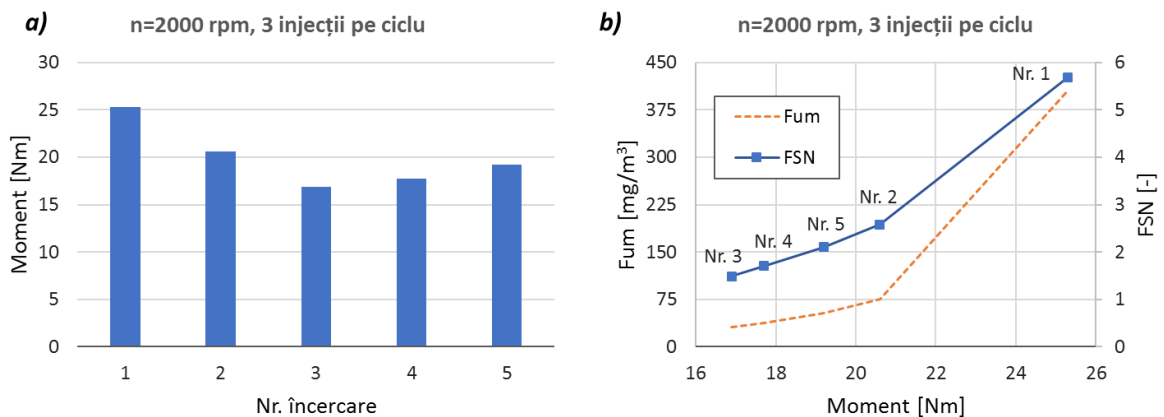 a)
n=2000 rpm, 3 injecții pe ciclu
30
25
20
15
10
5
0
Moment [Nm]
1 2 3 4 5
Nr. încercare
b)
n=2000 rpm, 3 injecții pe ciclu
450
375
300
225
150
75
0
Fum [mg/m³]
Fum
FSN
Nr. 1
Nr. 2
Nr. 5
Nr. 4
Nr. 3
6
5
4
3
2
1
0
FSN [-]
16 18 20 22 24 26
Moment [Nm]